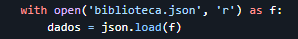 with open('biblioteca.json', 'r') as f:
    dados = json.load(f)